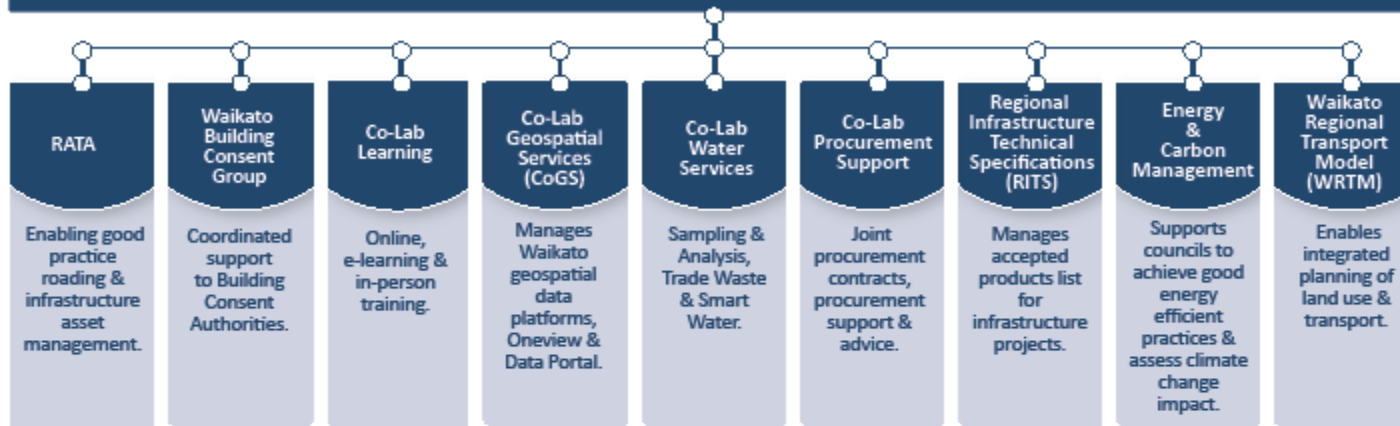 RATA
Enabling good
practice
roading &
infrastructure
asset
management.
Waikato
Building
Consent
Group
Coordinated
support
to Building
Consent
Authorities.
Co-Lab
Learning
Online,
e-learning &
in-person
training.
Co-Lab
Geospatial
Services
(CoGS)
Manages
Waikato
geospatial
data
platforms,
Oneview &
Data Portal.
Co-Lab
Water
Services
Sampling &
Analysis,
Trade Waste
& Smart
Water.
Co-Lab
Procurement
Support
Joint
procurement
contracts,
procurement
support &
advice.
Regional
Infrastructure
Technical
Specifications
(RITS)
Manages
accepted
products list
for
infrastructure
projects.
Energy
&
Carbon
Management
Supports
councils to
achieve good
energy
efficient
practices &
assess climate
change
impact.
Waikato
Regional
Transport
Model
(WRTM)
Enables
integrated
planning of
land use &
transport.